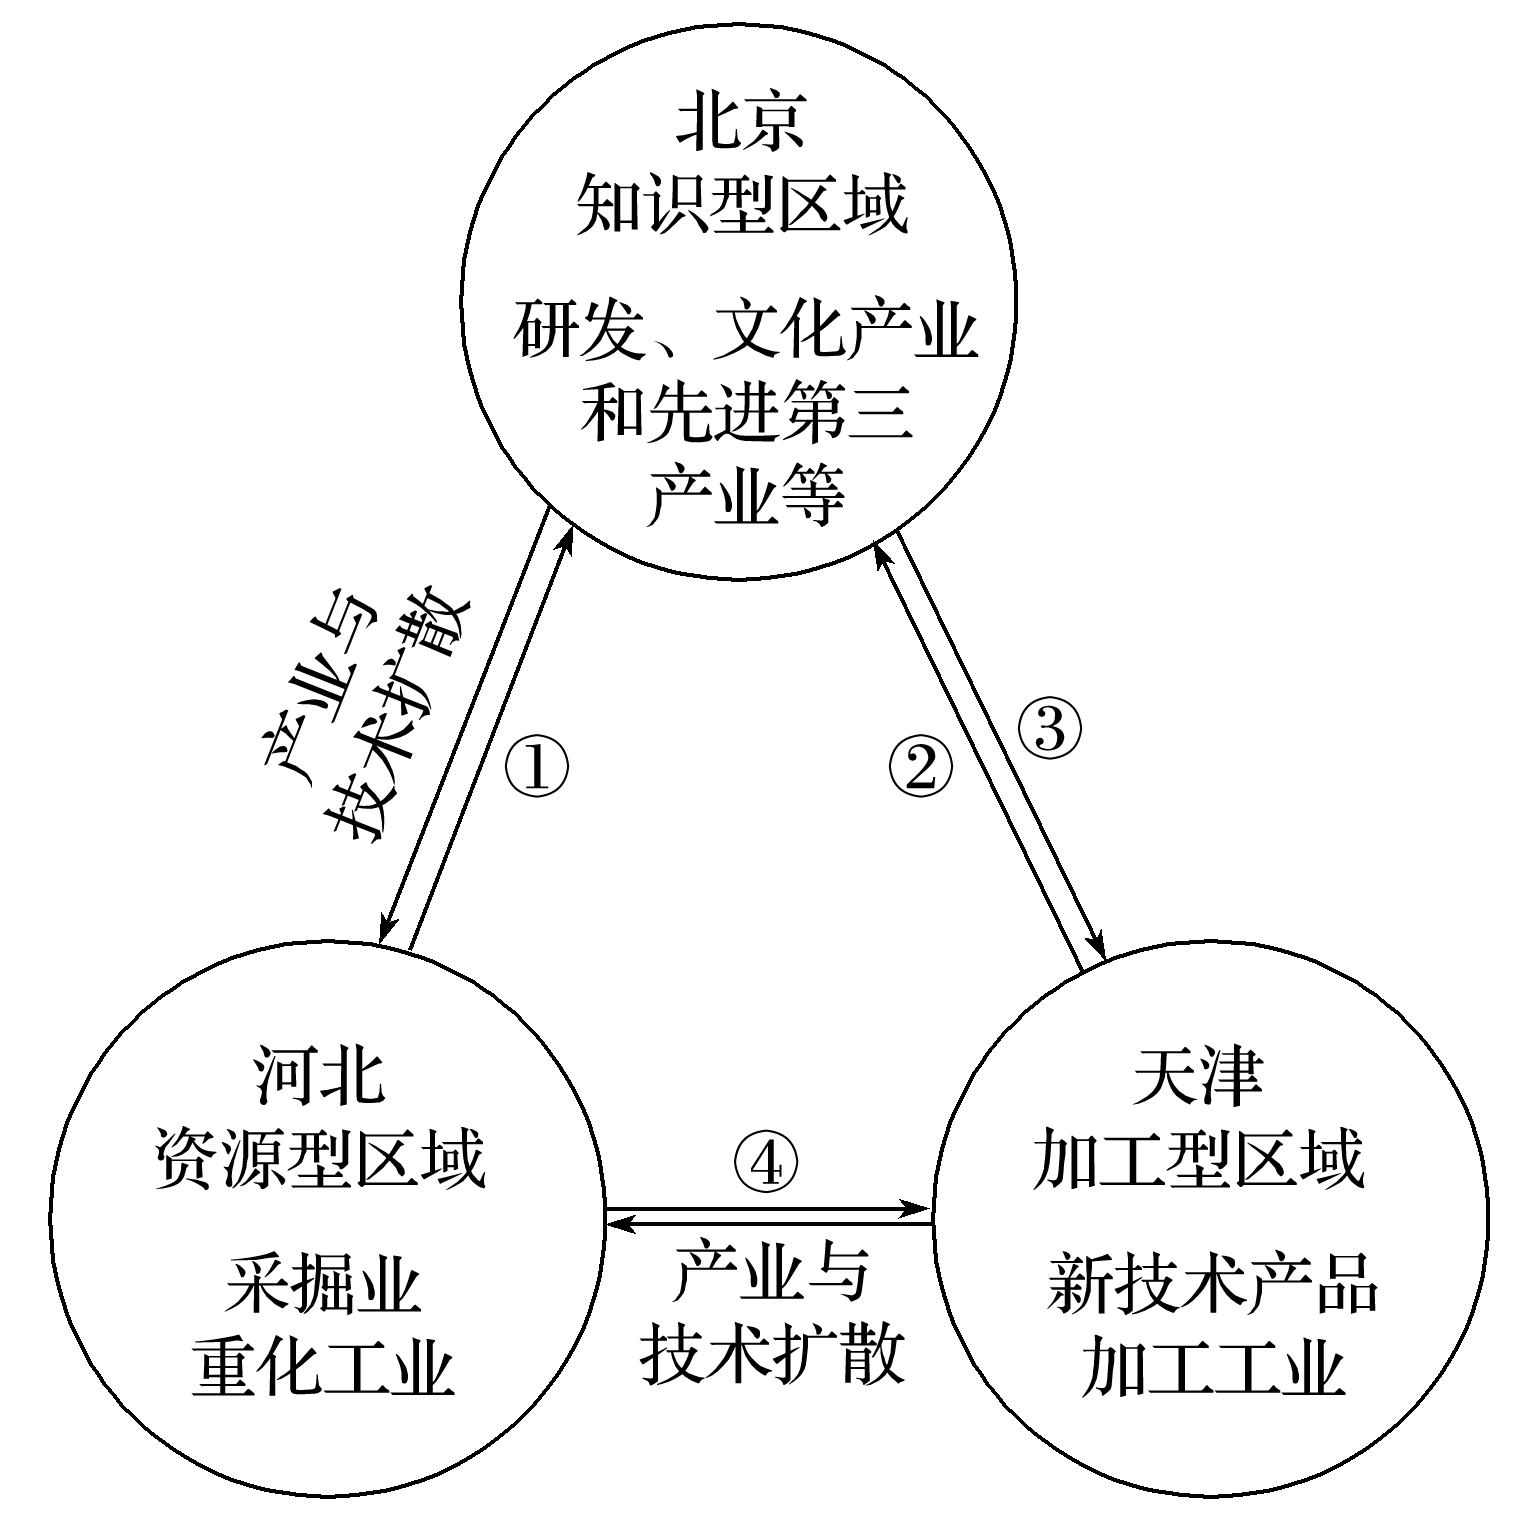 北京
知识型区域
研发、文化产业
和先进第三
产业等
产业与
技术扩散
①
②
③
河北
资源型区域
采掘业
重化工业
④
产业与
技术扩散
天津
加工型区域
新技术产品
加工工业